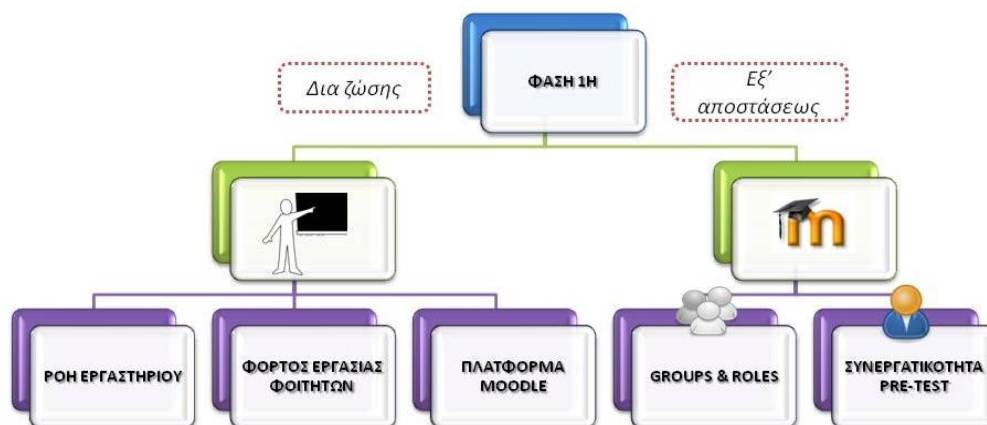 ΦΑΣΗ 1Η
Δια ζώσης
Εξ’
αποστάσεως
m
ΡΟΗ ΕΡΓΑΣΤΗΡΙΟΥ
ΦΟΡΤΟΣ ΕΡΓΑΣΙΑΣ
ΦΟΙΤΗΤΩΝ
ΠΛΑΤΦΟΡΜΑ
MOODLE
GROUPS & ROLES
ΣΥΝΕΡΓΑΤΙΚΟΤΗΤΑ
PRE-TEST